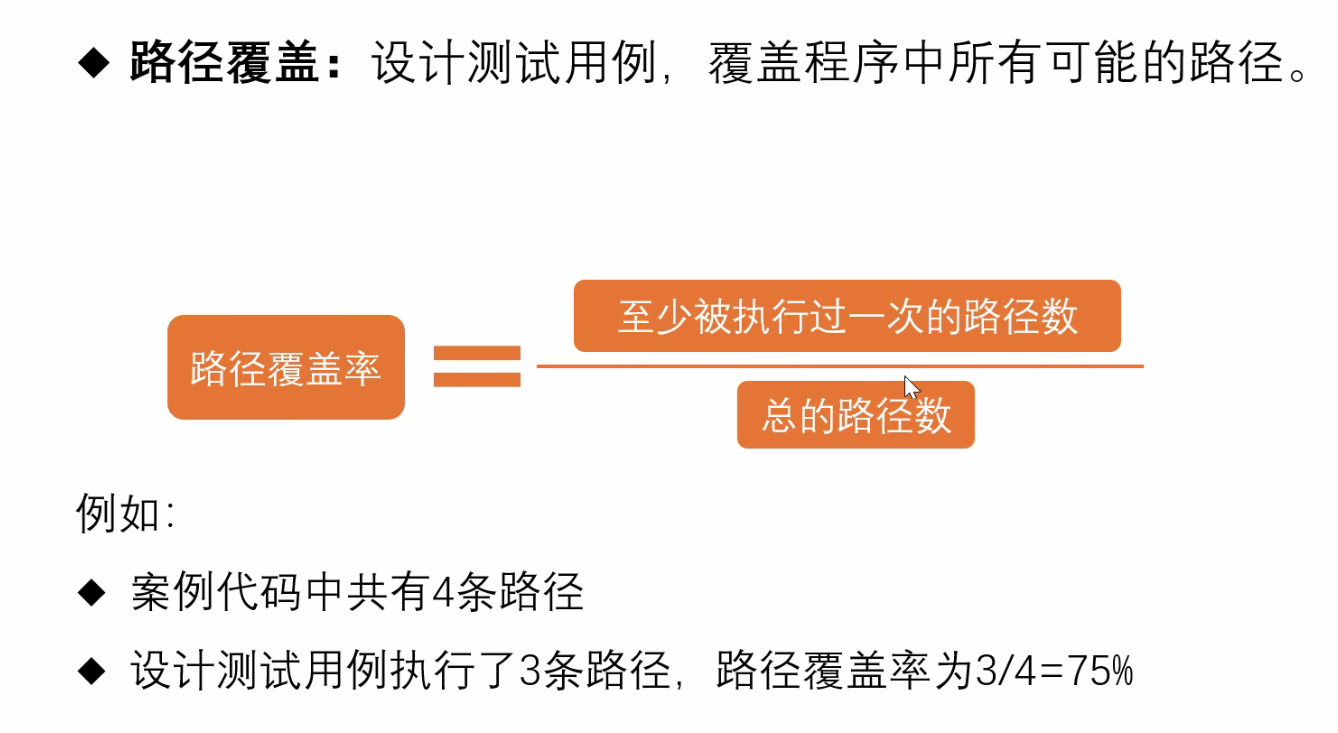 ◆ 路径覆盖：设计测试用例，覆盖程序中所有可能的路径。
至少被执行过一次的路径数
路径覆盖率
总的路径数
例如：
◆ 案例代码中共有4条路径
◆ 设计测试用例执行了3条路径，路径覆盖率为3/4=75%